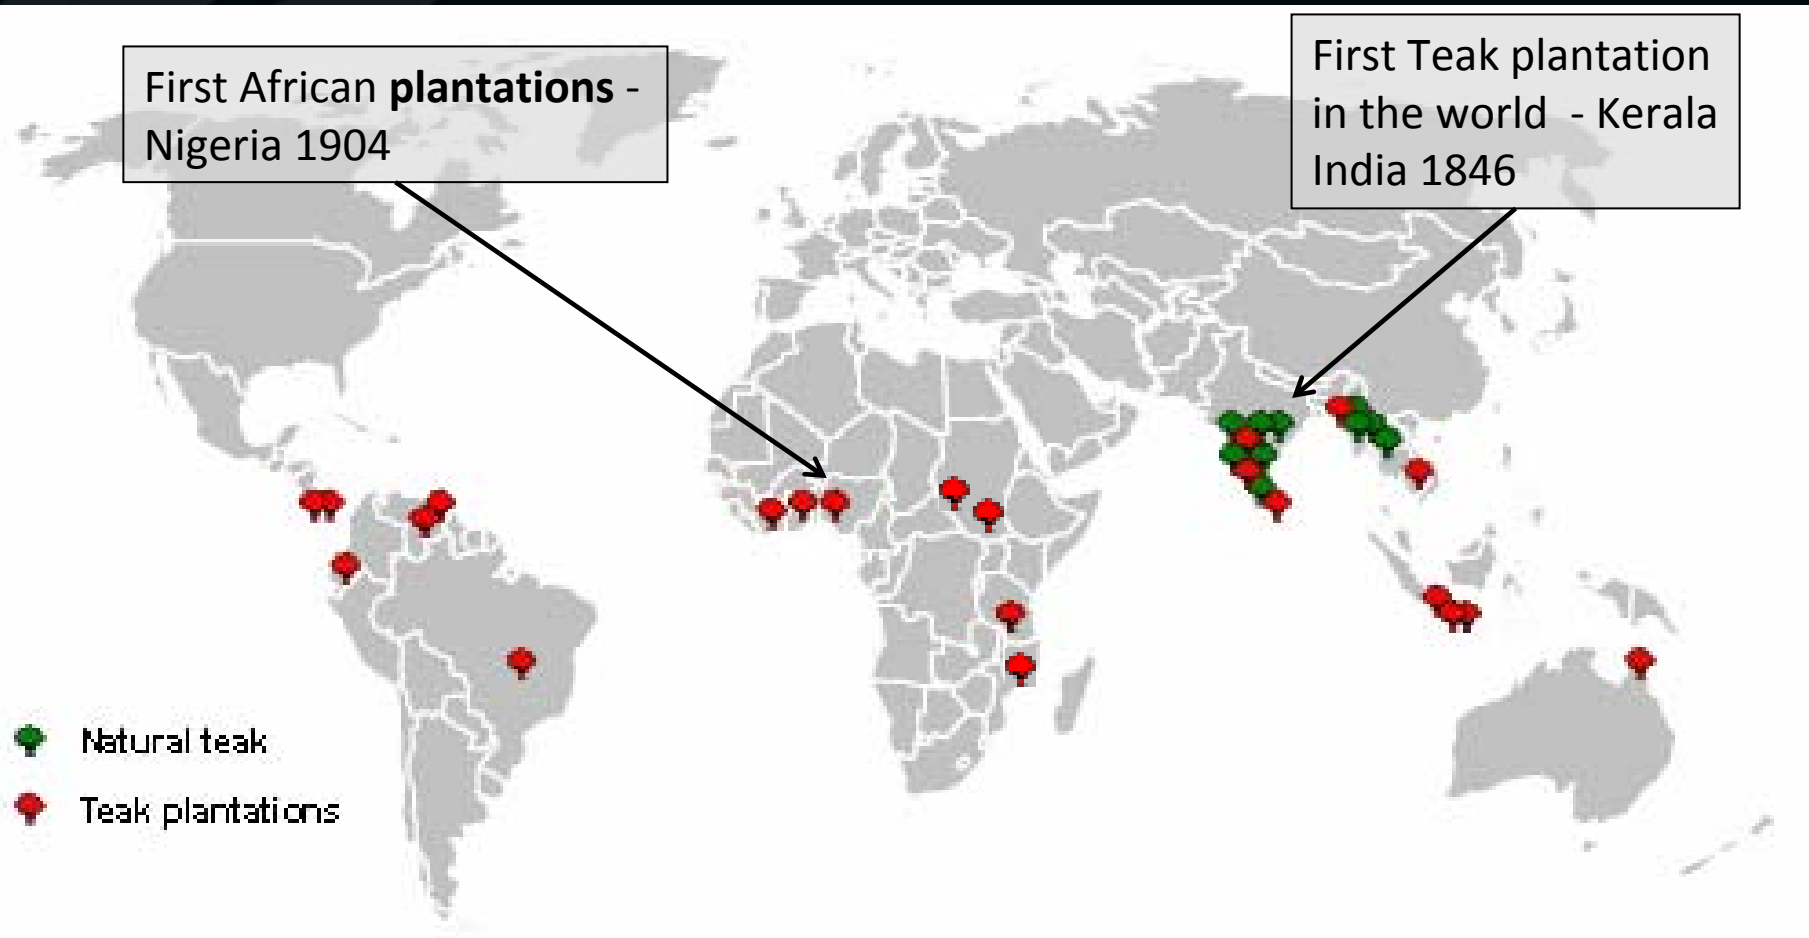 First African plantations -
Nigeria 1904
First Teak plantation
in the world - Kerala
India 1846
Natural teak
Teak plantations